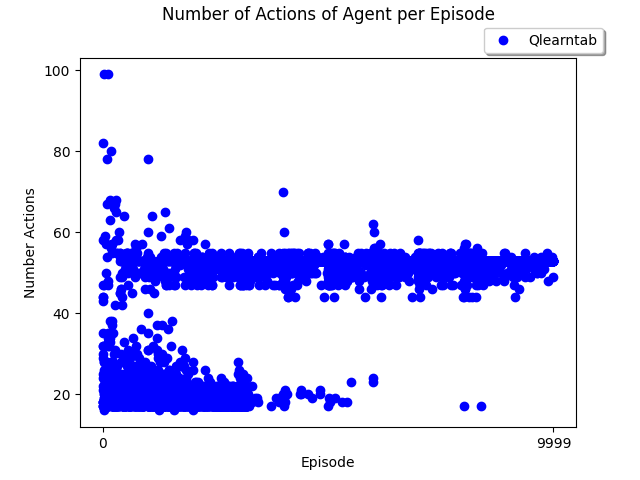 Number of Actions of Agent per Episode
Qlearntab
100
80
60
40
20
Number Actions
0
9999
Episode